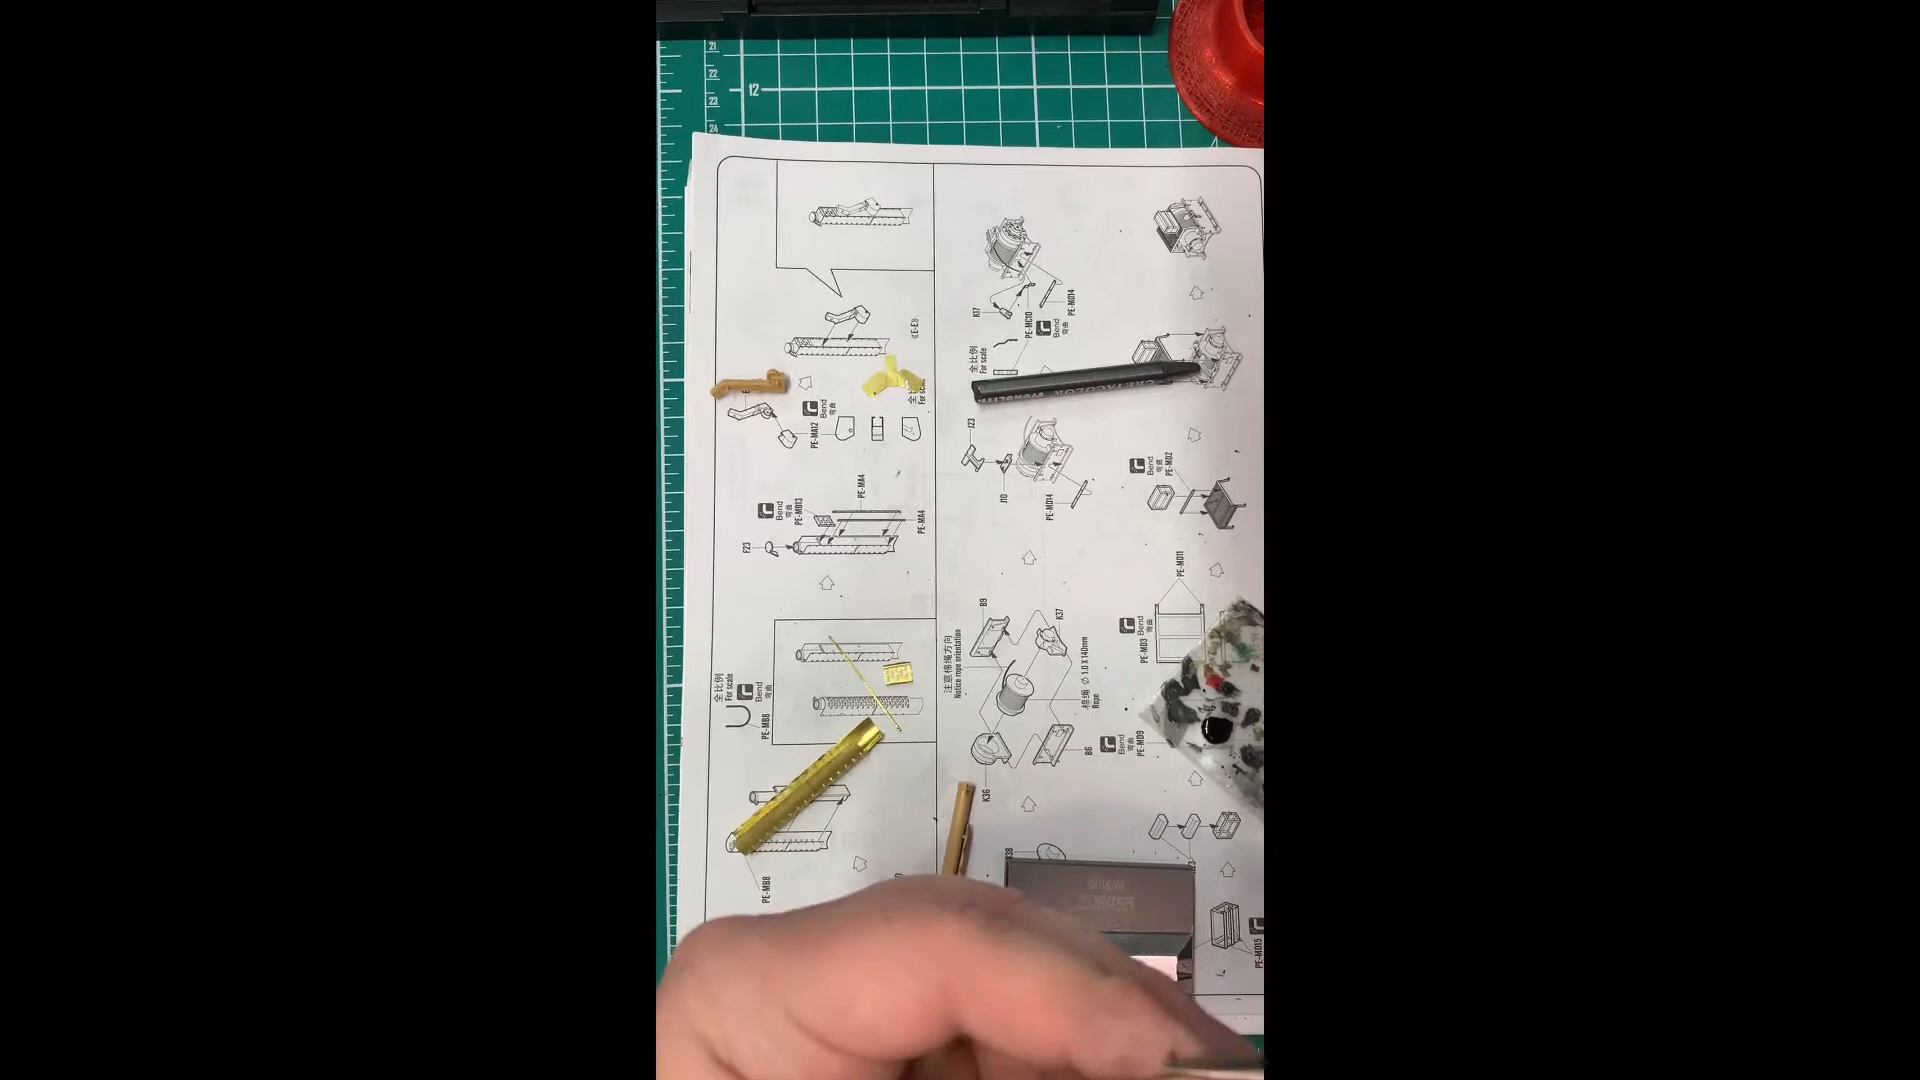 21
22
23
24
12
《E-E》
PE-MA12
Bend
弯曲
全比例
For scale
PE-MA4
PE-MA4
PE-MB13
Bend
弯曲
F23
全比例
For scale
Bend
弯曲
PE-MB8
PE-MB8
K17
PE-MC10
Bend
弯曲
PE-MD14
全比例
For scale
CRETACOLOR MONOLITH
J23
J10
PE-MD14
Bend
弯曲
PE-MD2
PE-MD11
Bend
弯曲
PE-MD3
B9
K37
注意棉绳方向
Notice rope orientation
棉绳 ∅ 1.0 X 140mm
Rope
B6
K36
Bend
弯曲
PE-MD9
PE-MD15